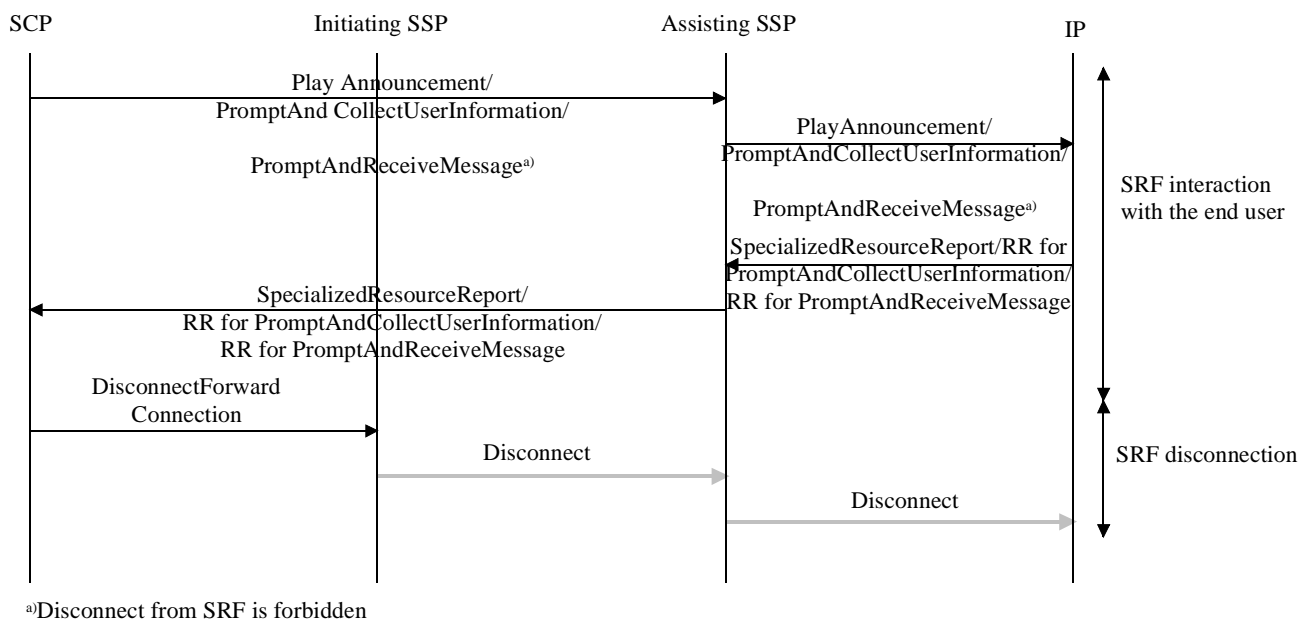 SCP
Initiating SSP
Assisting SSP
IP
Play Announcement/
PromptAnd CollectUserInformation/
PromptAndReceiveMessage a)
PlayAnnouncement/
PromptAndCollectUserInformation/
PromptAndReceiveMessage a)
SRF interaction
with the end user
SpecializedResourceReport/RR for
PromptAndCollectUserInformation/
RR for PromptAndReceiveMessage
SpecializedResourceReport/
RR for PromptAndCollectUserInformation/
RR for PromptAndReceiveMessage
DisconnectForward
Connection
Disconnect
SRF disconnection
Disconnect
a)Disconnect from SRF is forbidden